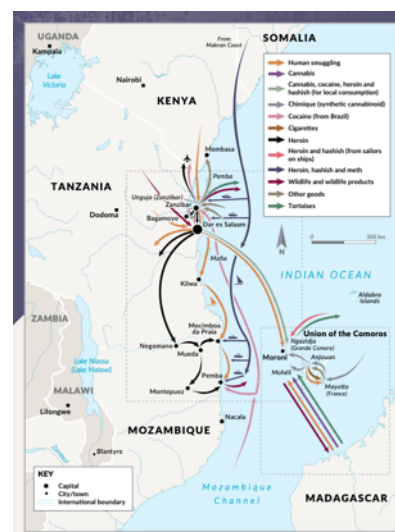 UGANDA
Kampala
Lake
Victoria
Nairobi
KENYA
From
Makran Coast
SOMALIA
Human smuggling
Cannabis
Cannabis, cocaine, heroin and
hashish (for local consumption)
Chimique (synthetic cannabinoid)
Cocaine (from Brazil)
Cigarettes
Heroin
Heroin and hashish (from sailors
on ships)
Heroin, hashish and meth
Wildlife and wildlife products
Other goods
Tortoises
Mombasa
Pemba
TANZANIA
Unguja (Zanzibar)
Zanzibar
Dodoma
Bagamoyo
Dar es Salaam
N
0
300 km
Mafia
INDIAN OCEAN
Kilwa
Aldabra
Islands
ZAMBIA
Mocimboa
da Praia
Union of the Comoros
Ngazidja
(Grande Comore)
Negomano
Mueda
Moroni
Anjouan
Lake Niassa
(Lake Malawi)
Mohéli
MALAWI
Mayotte
(France)
Pemba
Montepuez
Lilongwe
Nacala
MOZAMBIQUE
Blantyre
Zambezi
KEY
Capital
City/town
International boundary
Mozambique
Channel
MADAGASCAR